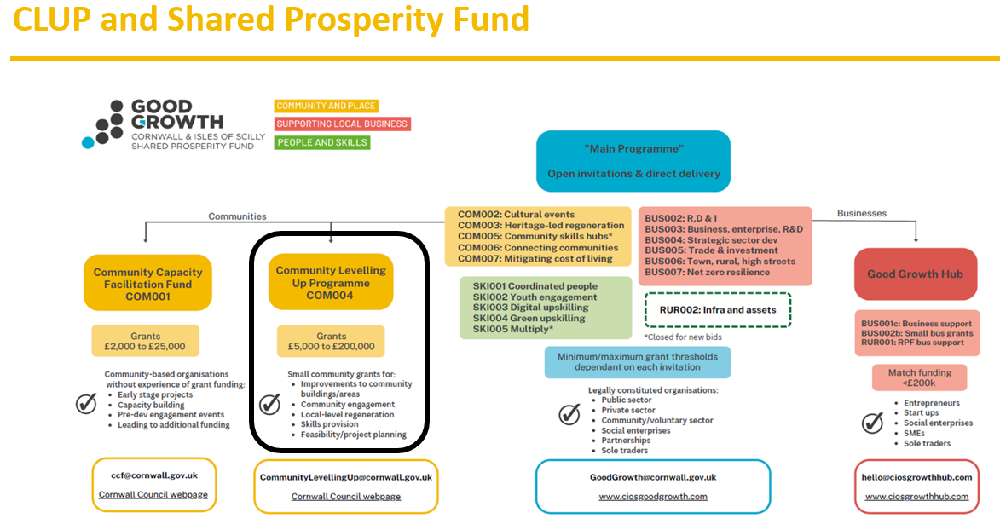 CLUP and Shared Prosperity Fund
GOOD
GROWTH
CORNWALL & ISLES OF SCILLY
SHARED PROSPERITY FUND
COMMUNITY AND PLACE
SUPPORTING LOCAL BUSINESS
PEOPLE AND SKILLS
"Main Programme"
Open invitations & direct delivery
Communities
Businesses
Community Capacity
Facilitation Fund
COM001
Grants
£2,000 to £25,000
Community-based organisations
without experience of grant funding:
• Early stage projects
• Capacity building
• Pre-dev engagement events
• Leading to additional funding
ccf@cornwall.gov.uk
Cornwall Council webpage
Community Levelling
Up Programme
COM004
Grants
£5,000 to £200,000
Small community grants for:
• Improvements to community
buildings/areas
• Community engagement
• Local-level regeneration
• Skills provision
• Feasibility/project planning
CommunityLevellingUp@cornwall.gov.uk
Cornwall Council webpage
COM002: Cultural events
COM003: Heritage-led regeneration
COM005: Community skills hubs*
COM006: Connecting communities
COM007: Mitigating cost of living
BUS002: R,D & I
BUS003: Business, enterprise, R&D
BUS004: Strategic sector dev
BUS005: Trade & investment
BUS006: Town, rural, high streets
BUS007: Net zero resilience
SKI001 Coordinated people
SKI002 Youth engagement
SKI003 Digital upskilling
SKI004 Green upskilling
SKI005 Multiply*
RUR002: Infra and assets
*Closed for new bids
Minimum/maximum grant thresholds
dependant on each invitation
Legally constituted organisations:
• Public sector
• Private sector
• Community/voluntary sector
• Social enterprises
• Partnerships
• Sole traders
GoodGrowth@cornwall.gov.uk
www.ciosgoodgrowth.com
Good Growth Hub
BUS001c: Business support
BUS002b: Small bus grants
RUR001: RPF bus support
Match funding
<£200k
• Entrepreneurs
• Start ups
• Social enterprises
• SMEs
• Sole traders
hello@ciosgrowthhub.com
www.ciosgrowthhub.com